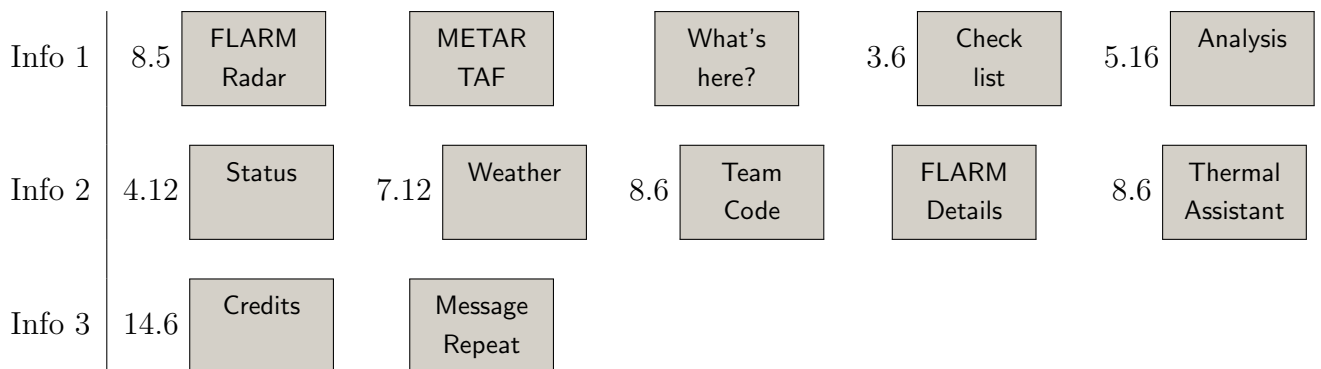 Info 1 8.5 FLARM Radar METAR TAF What's here? 3.6 Check list 5.16 Analysis
Info 2 4.12 Status 7.12 Weather 8.6 Team Code FLARM Details 8.6 Thermal Assistant
Info 3 14.6 Credits Message Repeat